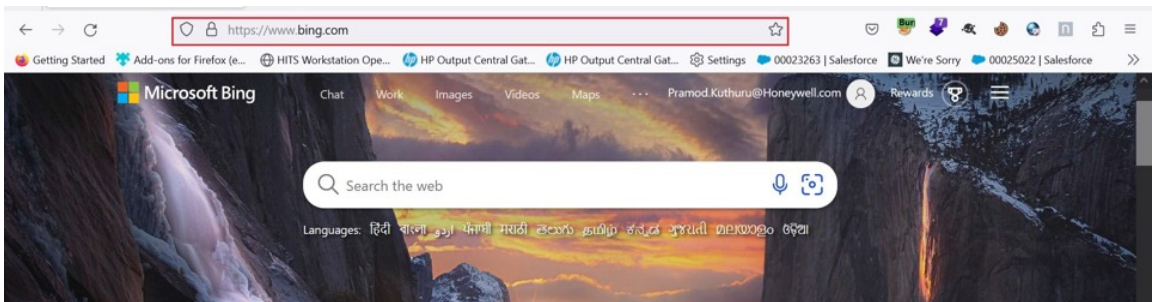 https://www.bing.com
Getting Started Add-ons for Firefox (e... HITS Workstation Ope... HP Output Central Gat... HP Output Central Gat... Settings 00023263 | Salesforce We're Sorry 00025022 | Salesforce
Microsoft Bing Chat Work Images Videos Maps ... Pramod.Kuthuru@Honeywell.com Rewards
Search the web
Languages: हिंदी বাংলা اردو ਪੰਜਾਬੀ मराठी తెలుగు தமிழ் ಕನ್ನಡ ગુજરાતી മലയാളം ଓଡ଼ିଆ